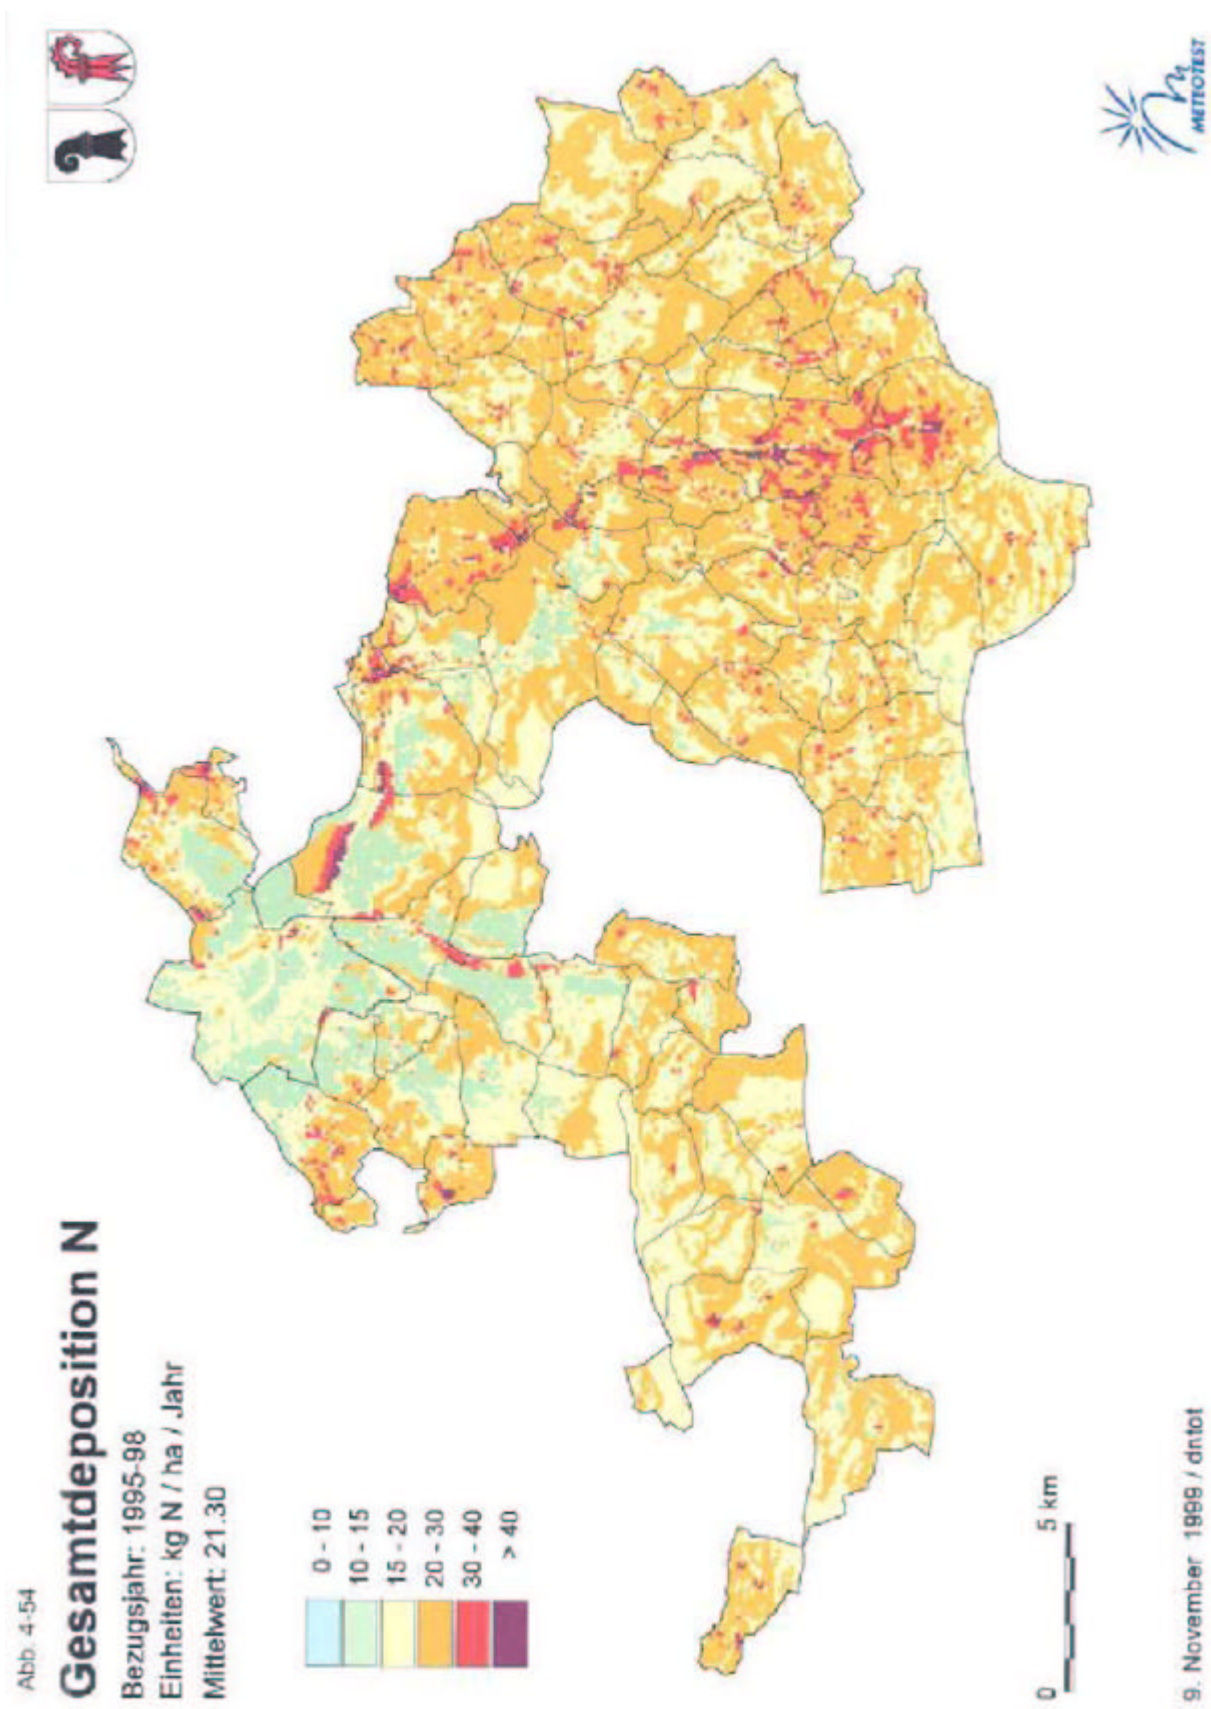 Abb. 4-54
Gesamtdeposition N
Bezugsjahr: 1995-98
Einheiten: kg N / ha / Jahr
Mittelwert: 21.30
0 - 10
10 - 15
15 - 20
20 - 30
30 - 40
> 40
0 5 km
9. November 1999 / dntot
METEOTEST